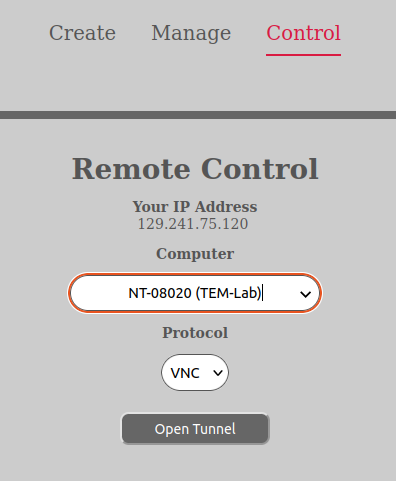 Create Manage Control
Remote Control
Your IP Address
129.241.75.120
Computer
NT-08020 (TEM-Lab)
Protocol
VNC
Open Tunnel